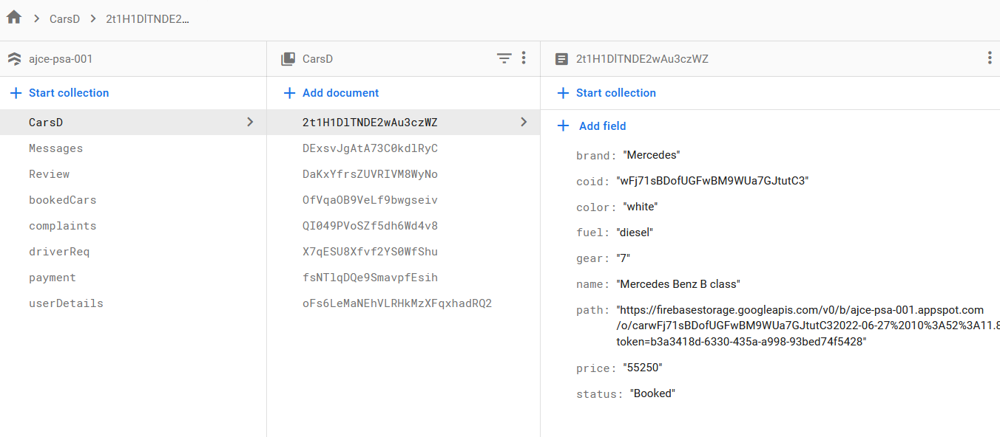 CarsD
2t1H1DlTNDE2...
ajce-psa-001
CarsD
2t1H1DlTNDE2wAu3czWZ
Start collection
Add document
Start collection
CarsD
Messages
Review
bookedCars
complaints
driverReq
payment
userDetails
2t1H1DlTNDE2wAu3czWZ
DExsvJgAtA73C0kdlRyC
DaKxYfrsZUVRIVM8WyNo
OfVqaOB9VeLf9bwgseiv
QI049PVoSZf5dh6Wd4v8
X7qESU8Xfvf2YS0WfShu
fsNTlqDQe9SmavpfEsih
oFs6LeMaNEhVLRHkMzXFqxhadRQ2
Add field
brand: "Mercedes"
coid: "wFj71sBDofUGFwBM9WUa7GJtutC3"
color: "white"
fuel: "diesel"
gear: "7"
name: "Mercedes Benz B class"
path: "https://firebasestorage.googleapis.com/v0/b/ajce-psa-001.appspot.com
/o/carwFj71sBDofUGFwBM9WUa7GJtutC32022-06-27%2010%3A52%3A11.8
token=b3a3418d-6330-435a-a998-93bed74f5428"
price: "55250"
status: "Booked"